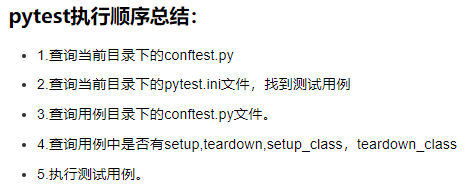 pytest执行顺序总结：
1.查询当前目录下的conftest.py
2.查询当前目录下的pytest.ini文件，找到测试用例
3.查询用例目录下的conftest.py文件。
4.查询用例中是否有setup,teardown,setup_class，teardown_class
5.执行测试用例。